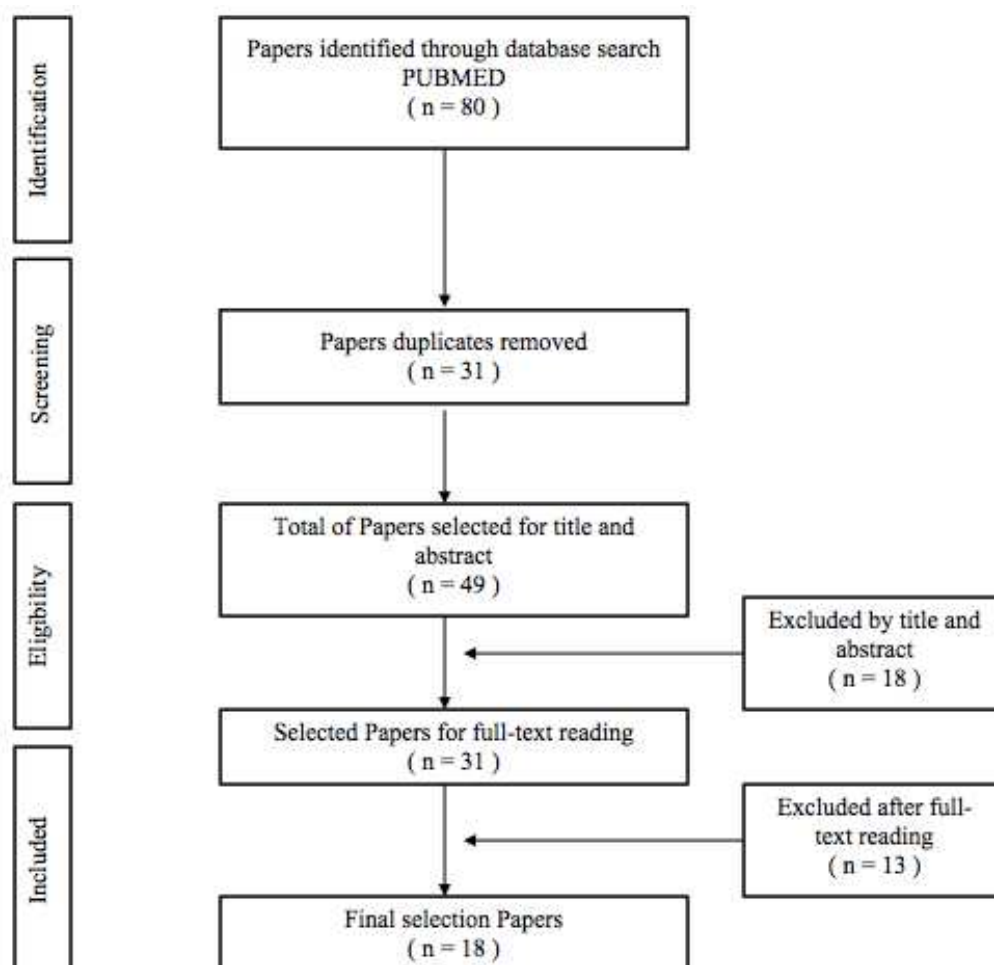 Identification
Papers identified through database search
PUBMED
( n = 80 )
Screening
Papers duplicates removed
( n = 31 )
Eligibility
Total of Papers selected for title and
abstract
( n = 49 )
Excluded by title and
abstract
( n = 18 )
Selected Papers for full-text reading
( n = 31 )
Included
Excluded after full-
text reading
( n = 13 )
Final selection Papers
( n = 18 )